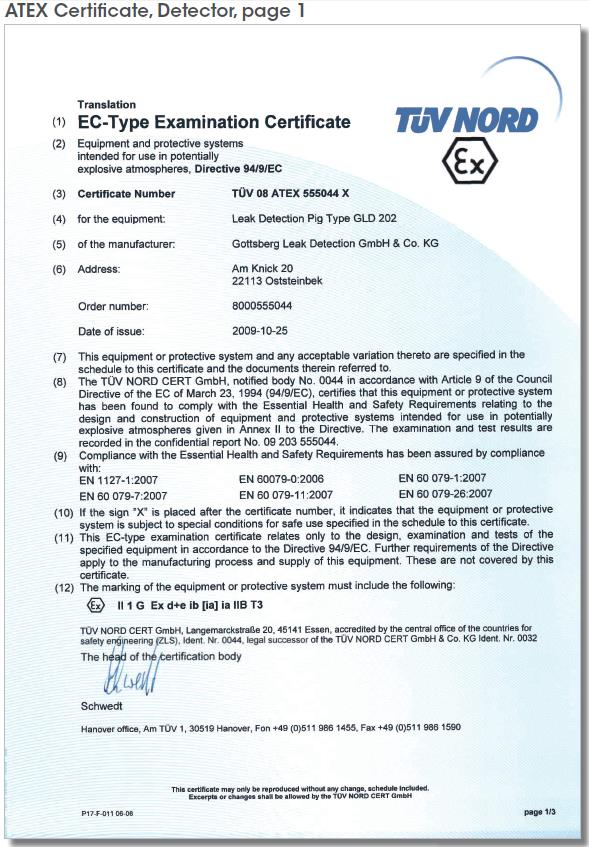 ATEX Certificate, Detector, page 1
Translation
(1) EC-Type Examination Certificate
TÜV NORD
(2) Equipment and protective systems
intended for use in potentially
explosive atmospheres, Directive 94/9/EC
Ex
(3) Certificate Number TÜV 08 ATEX 555044 X
(4) for the equipment: Leak Detection Pig Type GLD 202
(5) of the manufacturer: Gottsberg Leak Detection GmbH & Co. KG
(6) Address: Am Knick 20
22113 Oststeinbek
Order number: 8000555044
Date of issue: 2009-10-25
(7) This equipment or protective system and any acceptable variation thereto are specified in the
schedule to this certificate and the documents therein referred to.
(8) The TÜV NORD CERT GmbH, notified body No. 0044 in accordance with Article 9 of the Council
Directive of the EC of March 23, 1994 (94/9/EC), certifies that this equipment or protective system
has been found to comply with the Essential Health and Safety Requirements relating to the
design and construction of equipment and protective systems intended for use in potentially
explosive atmospheres given in Annex II to the Directive. The examination and test results are
recorded in the confidential report No. 09 203 555044.
(9) Compliance with the Essential Health and Safety Requirements has been assured by compliance
with:
EN 1127-1:2007 EN 60079-0:2006 EN 60 079-1:2007
EN 60 079-7:2007 EN 60 079-11:2007 EN 60 079-26:2007
(10) If the sign "X" is placed after the certificate number, it indicates that the equipment or protective
system is subject to special conditions for safe use specified in the schedule to this certificate.
(11) This EC-type examination certificate relates only to the design, examination and tests of the
specified equipment in accordance to the Directive 94/9/EC. Further requirements of the Directive
apply to the manufacturing process and supply of this equipment. These are not covered by this
certificate.
(12) The marking of the equipment or protective system must include the following:
Ex II 1 G Ex d+e ib [ia] ia IIB T3
TÜV NORD CERT GmbH, Langemarckstraße 20, 45141 Essen, accredited by the central office of the countries for
safety engineering (ZLS), Ident. Nr. 0044, legal successor of the TÜV NORD CERT GmbH & Co. KG Ident. Nr. 0032
The head of the certification body
Schwedt
Hanover office, Am TÜV 1, 30519 Hanover, Fon +49 (0)511 986 1455, Fax +49 (0)511 986 1590
This certificate may only be reproduced without any change, schedule included.
Excerpts or changes shall be allowed by the TÜV NORD CERT GmbH
P17-F-011 06-06 page 1/3